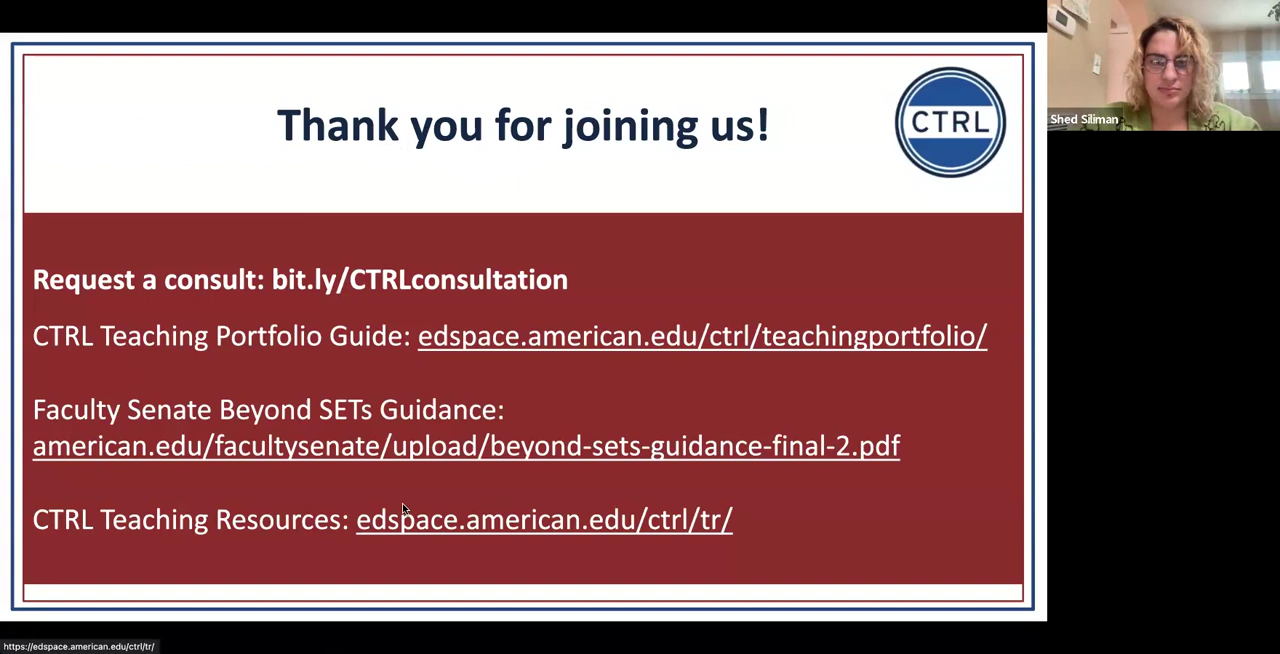 Thank you for joining us!
CTRL
Request a consult: bit.ly/CTRLconsultation
CTRL Teaching Portfolio Guide: edspace.american.edu/ctrl/teachingportfolio/
Faculty Senate Beyond SETs Guidance:
american.edu/facultysenate/upload/beyond-sets-guidance-final-2.pdf
CTRL Teaching Resources: edspace.american.edu/ctrl/tr/
Shed Siliman
https://edspace.american.edu/ctrl/tr/